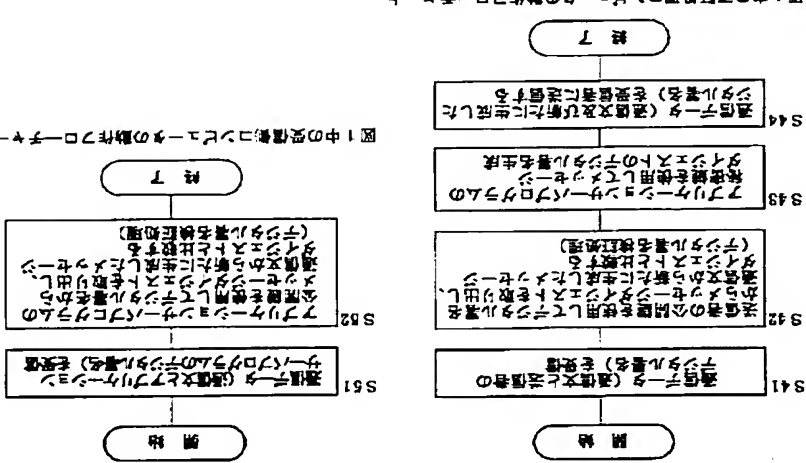 開 始
S41
通信データ（通信文と送信者の
デジタル署名）を受信
S42
送信者の公開鍵を使用してデジタル署名
からメッセージダイジェストを取り出し、
通信文から新たに生成したメッセージ
ダイジェストと比較する
（デジタル署名検証処理）
S43
アプリケーションサーバプログラムの
秘密鍵を使用してメッセージ
ダイジェストのデジタル署名生成
S44
通信データ（通信文及び新たに生成した
デジタル署名）を受信者に送信する
終 了
開 始
S51
通信データ（通信文とアプリケーション
サーバプログラムのデジタル署名）を受信
S52
アプリケーションサーバプログラムの
公開鍵を使用してデジタル署名から
メッセージダイジェストを取り出し、
通信文から新たに生成したメッセージ
ダイジェストと比較する
（デジタル署名検証処理）
終 了
図1中の受信側コンピュータの動作フローチャー